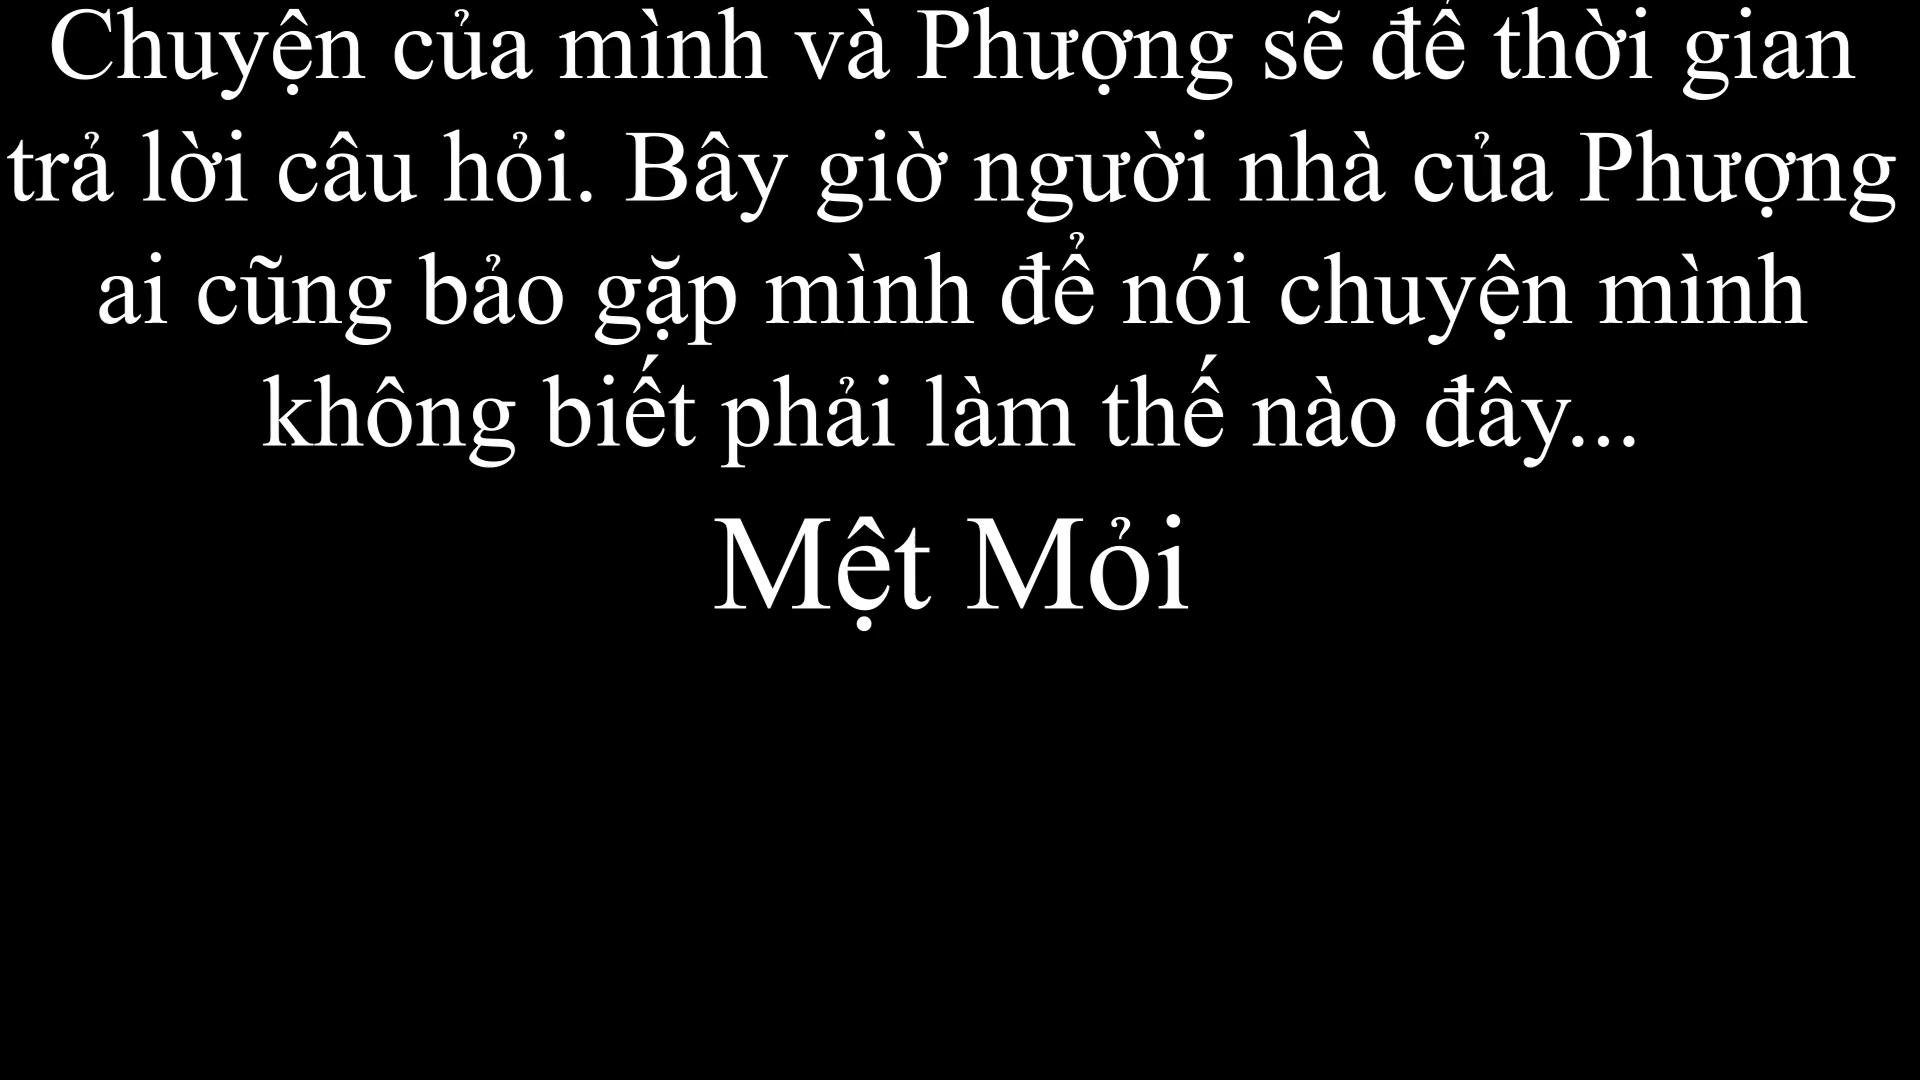 Chuyện của mình và Phượng sẽ để thời gian
trả lời câu hỏi. Bây giờ người nhà của Phượng
ai cũng bảo gặp mình để nói chuyện mình
không biết phải làm thế nào đây...
Mệt Mỏi